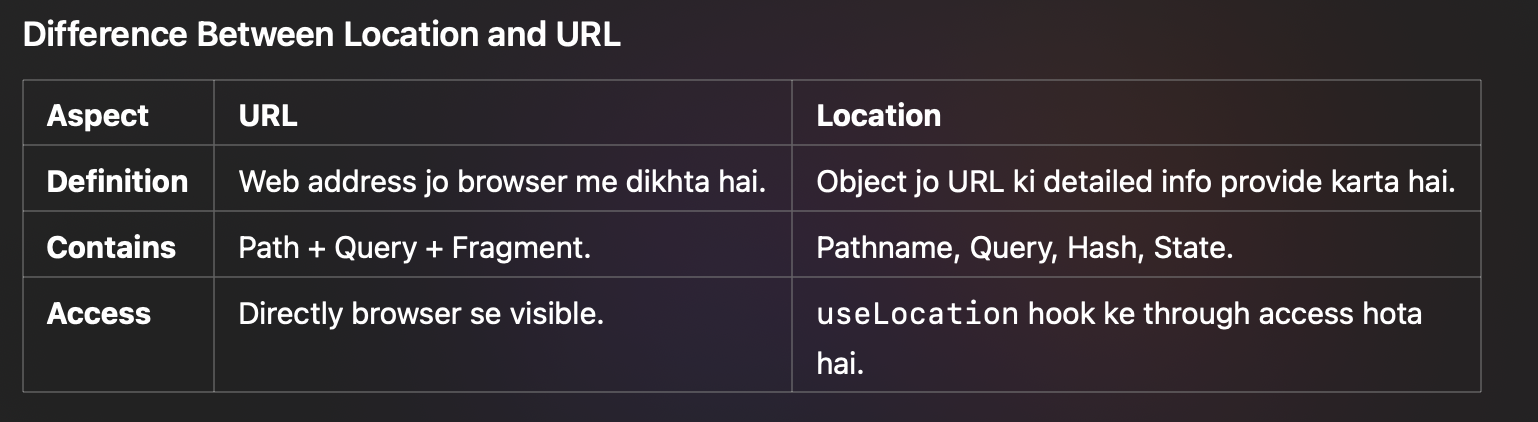 Difference Between Location and URL
Aspect URL Location
Definition Web address jo browser me dikhta hai. Object jo URL ki detailed info provide karta hai.
Contains Path + Query + Fragment. Pathname, Query, Hash, State.
Access Directly browser se visible. useLocation hook ke through access hota
hai.